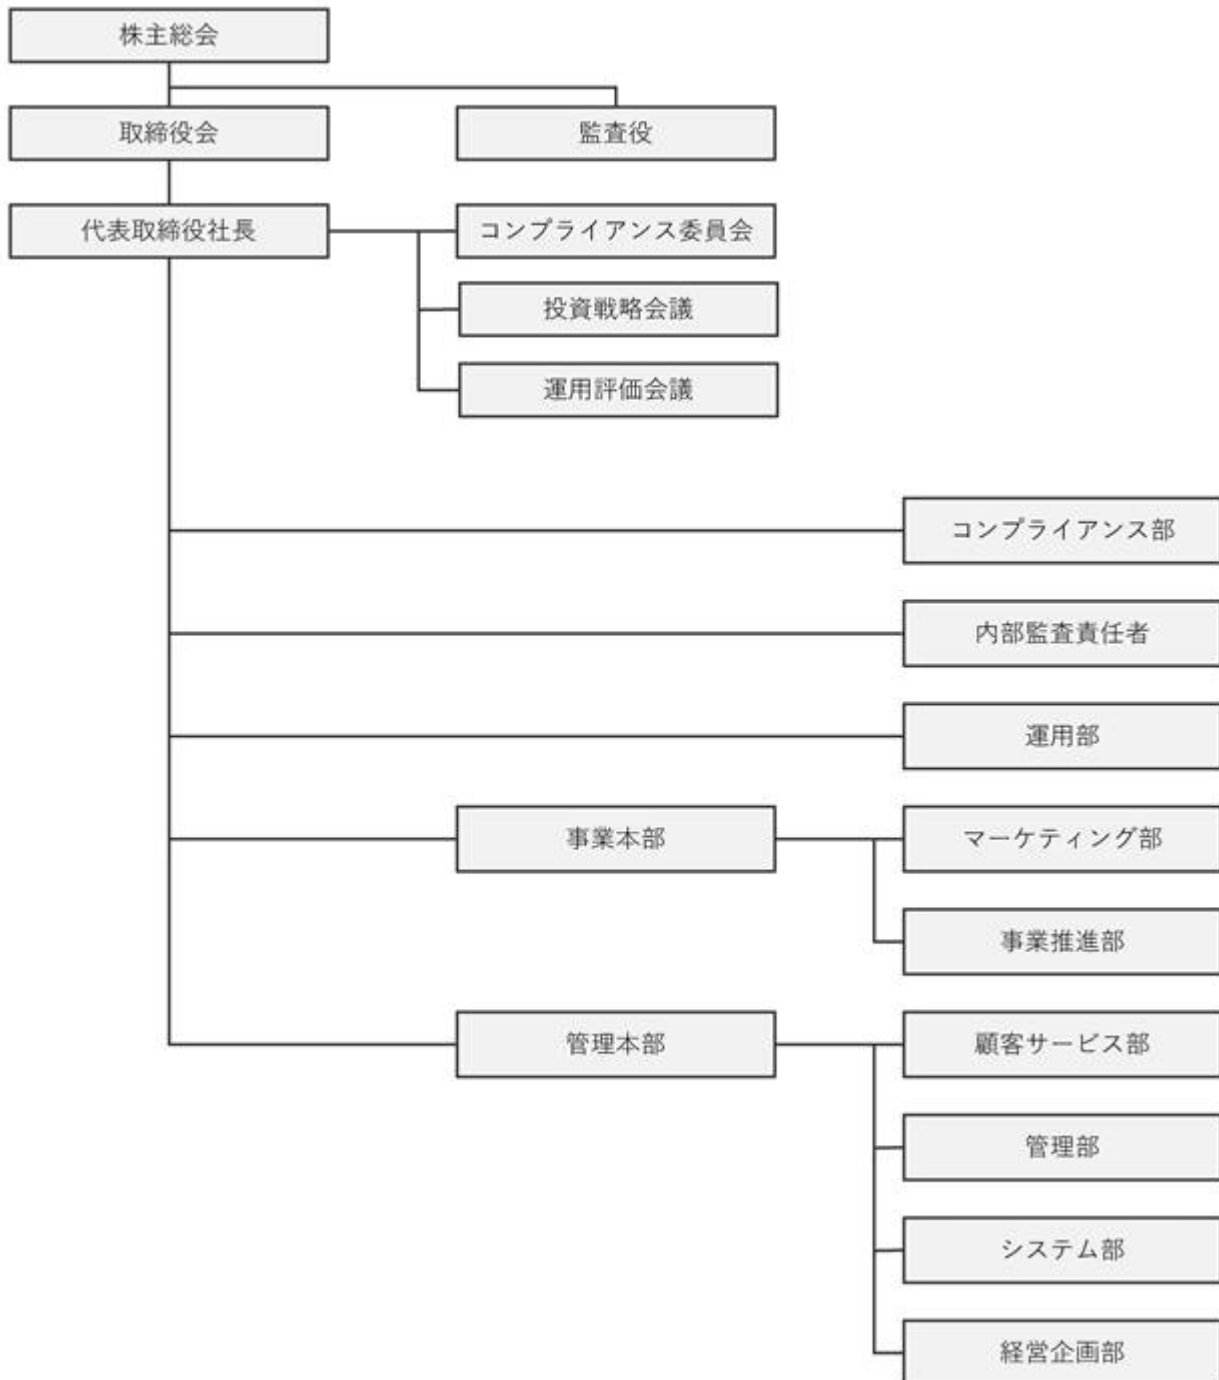 株主総会
取締役会
監査役
代表取締役社長
コンプライアンス委員会
投資戦略会議
運用評価会議
コンプライアンス部
内部監査責任者
運用部
事業本部
マーケティング部
事業推進部
管理本部
顧客サービス部
管理部
システム部
経営企画部